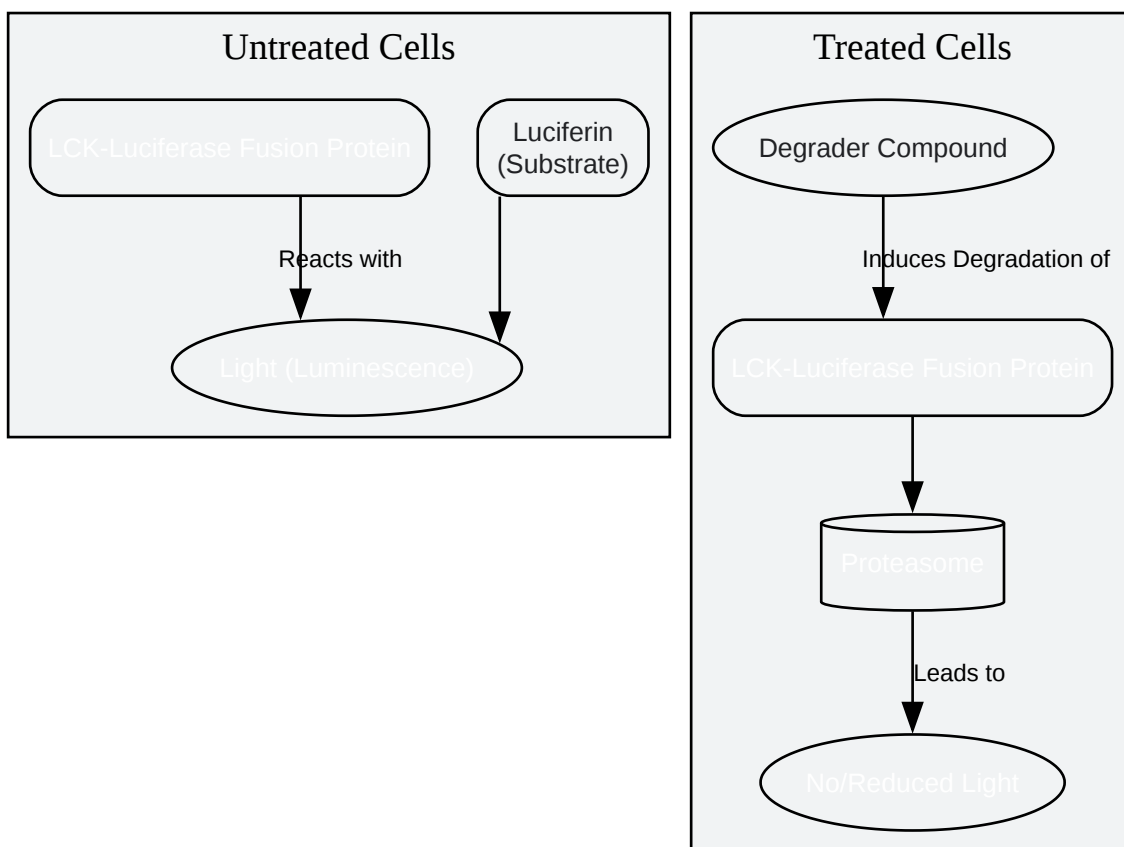 Untreated Cells
LCK-Luciferase Fusion Protein
Luciferin
(Substrate)
Reacts with
Light (Luminescence)
Treated Cells
Degrader Compound
Induces Degradation of
LCK-Luciferase Fusion Protein
Proteasome
Leads to
No/Reduced Light